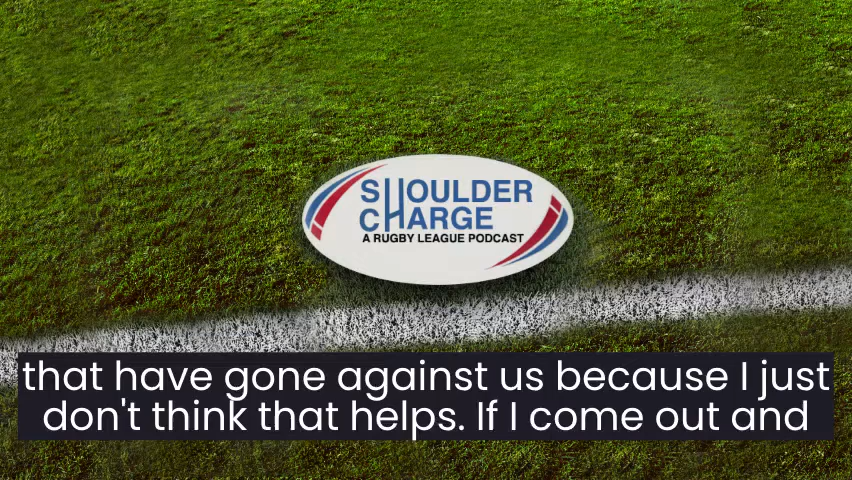 SHOULDER
CHARGE
A RUGBY LEAGUE PODCAST
that have gone against us because I just
don't think that helps. If I come out and